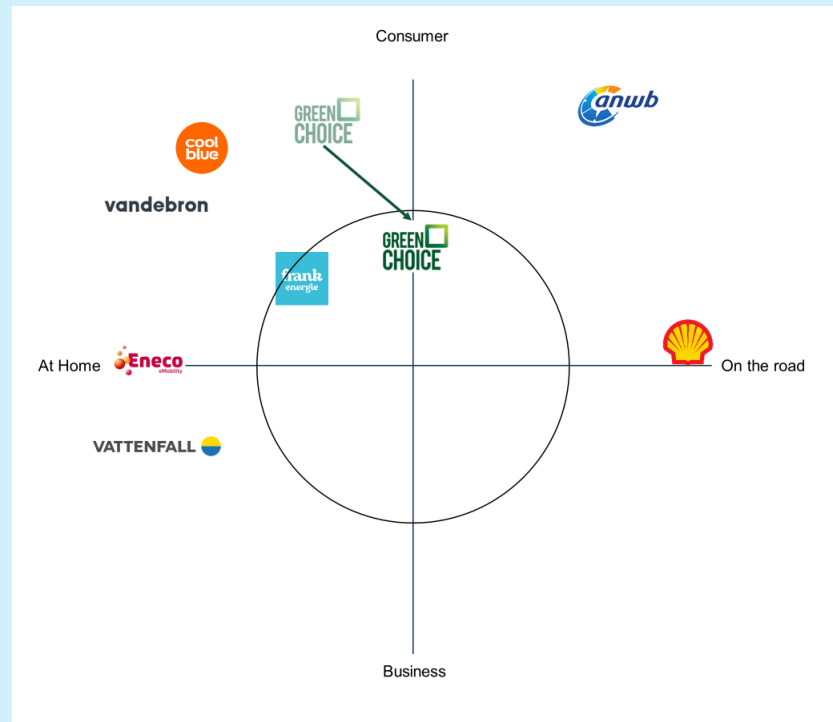 Consumer
GREEN
CHOICE
anwb
cool
blue
vandebron
GREEN
CHOICE
frank
energie
At Home
Eneco
eMobility
On the road
VATTENFALL
Business